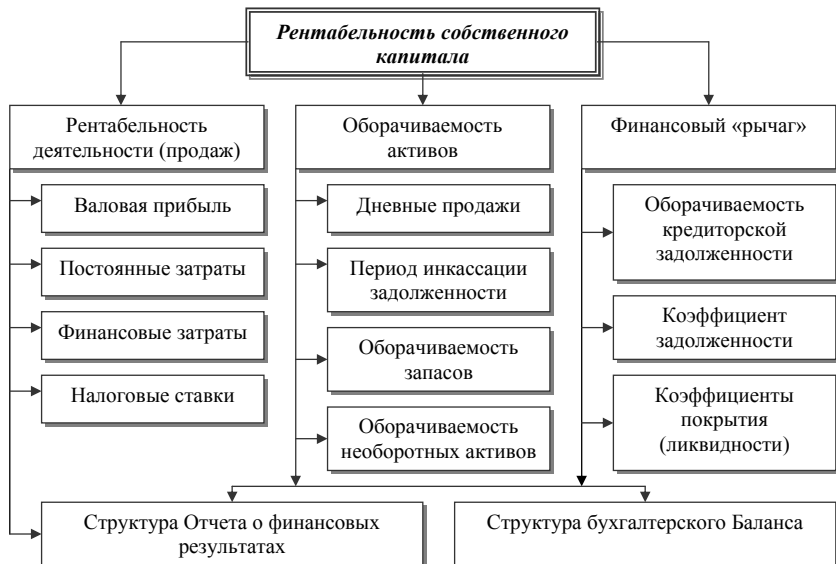 Рентабельность собственного
капитала
Рентабельность
деятельности (продаж)
Валовая прибыль
Постоянные затраты
Финансовые затраты
Налоговые ставки
Оборачиваемость
активов
Дневные продажи
Период инкассации
задолженности
Оборачиваемость
запасов
Оборачиваемость
необоротных активов
Финансовый «рычаг»
Оборачиваемость
кредиторской
задолженности
Коэффициент
задолженности
Коэффициенты
покрытия
(ликвидности)
Структура Отчета о финансовых
результатах
Структура бухгалтерского Баланса